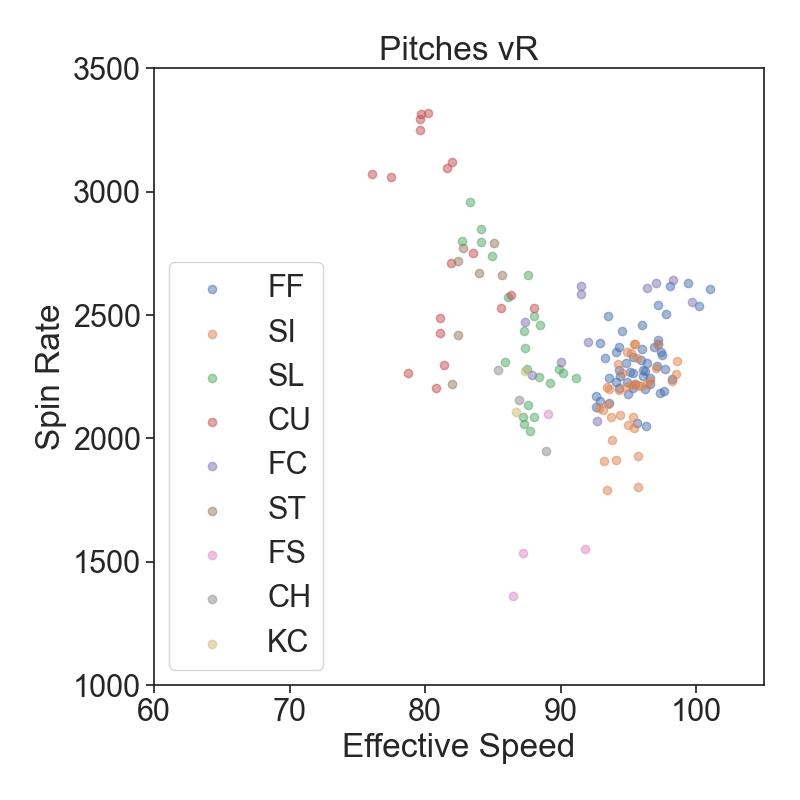 Pitches vR
3500
3000
2500
2000
1500
1000
Spin Rate
FF
SI
SL
CU
FC
ST
FS
CH
KC
60 70 80 90 100
Effective Speed